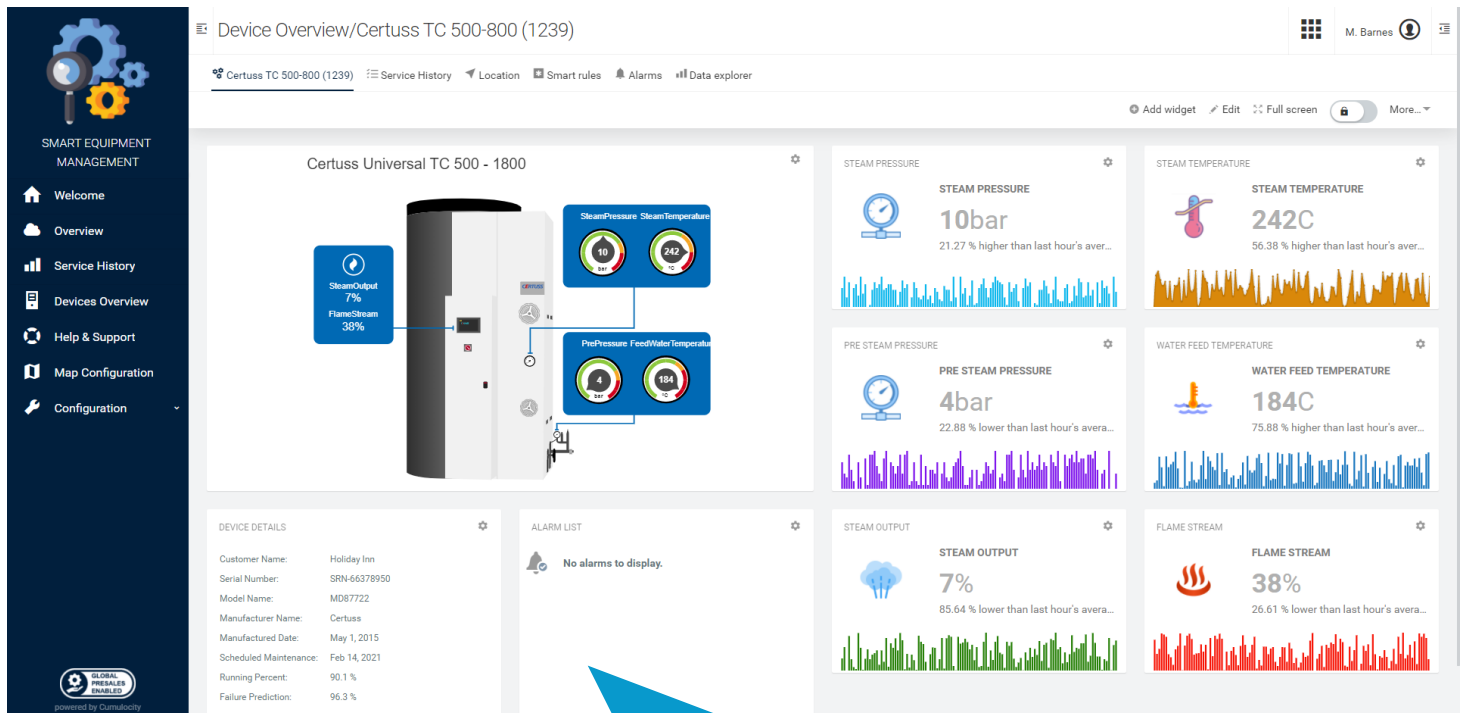 Device Overview/Certuss TC 500-800 (1239)
M. Barnes
Certuss TC 500-800 (1239) Service History Location Smart rules Alarms Data explorer
Add widget Edit Full screen More...
SMART EQUIPMENT
MANAGEMENT
Welcome
Overview
Service History
Devices Overview
Help & Support
Map Configuration
Configuration
GLOBAL
PRESALES
ENABLED
powered by Cumulocity
Certuss Universal TC 500 - 1800
SteamOutput
7%
FlameStream
38%
SteamPressure SteamTemperature
10 242
bar °C
PrePressure FeedWaterTemperatu
4 184
bar °C
STEAM PRESSURE
STEAM PRESSURE
10bar
21.27 % higher than last hour's aver...
STEAM TEMPERATURE
STEAM TEMPERATURE
242C
56.38 % higher than last hour's aver...
PRE STEAM PRESSURE
PRE STEAM PRESSURE
4bar
22.88 % lower than last hour's avera...
WATER FEED TEMPERATURE
WATER FEED TEMPERATURE
184C
75.88 % higher than last hour's aver...
DEVICE DETAILS
Customer Name: Holiday Inn
Serial Number: SRN-66378950
Model Name: MD87722
Manufacturer Name: Certuss
Manufactured Date: May 1, 2015
Scheduled Maintenance: Feb 14, 2021
Running Percent: 90.1 %
Failure Prediction: 96.3 %
ALARM LIST
No alarms to display.
STEAM OUTPUT
STEAM OUTPUT
7%
85.64 % lower than last hour's avera...
FLAME STREAM
FLAME STREAM
38%
26.61 % lower than last hour's avera...